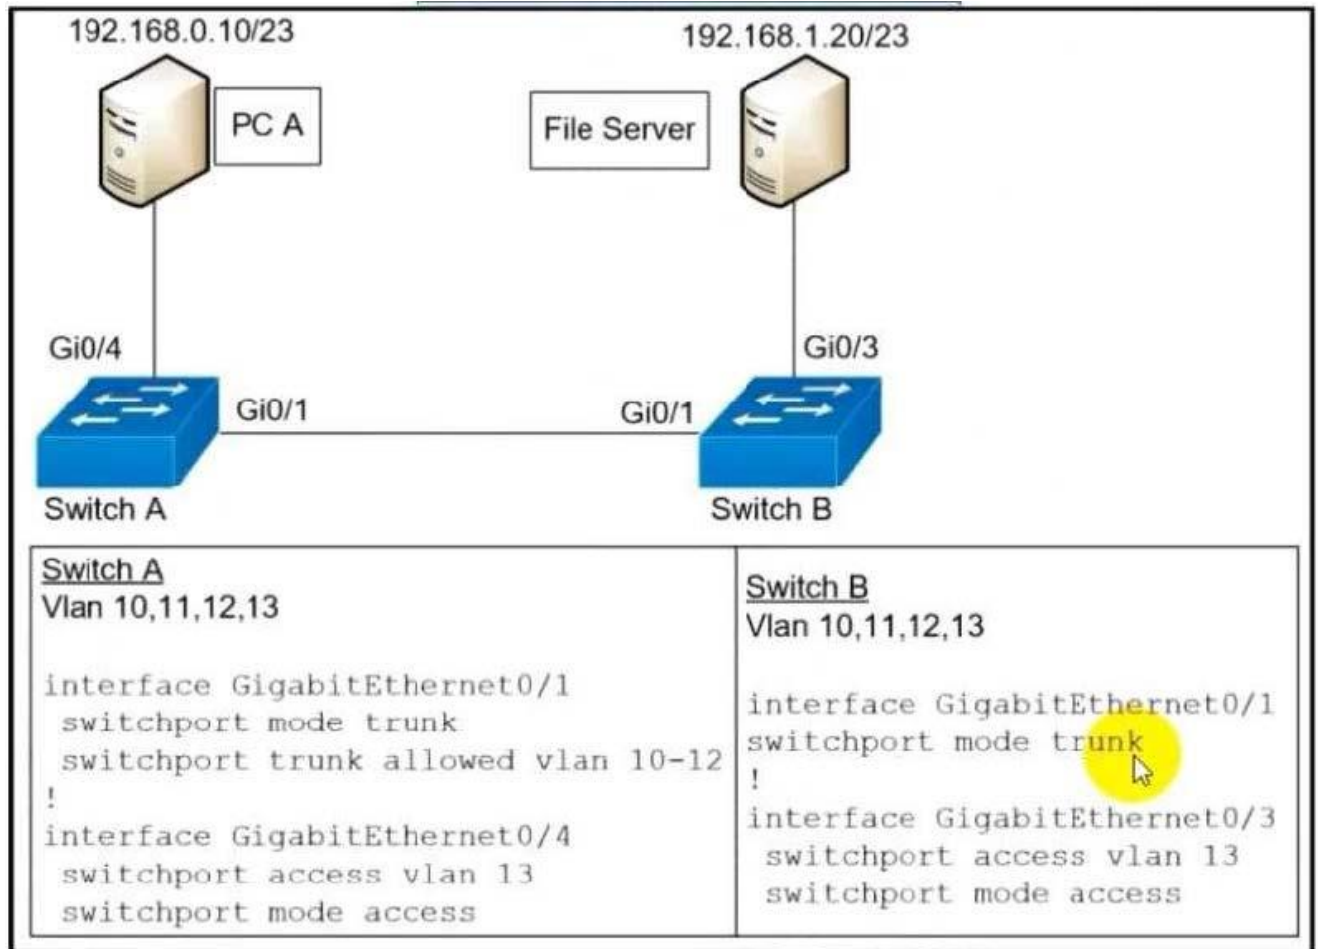 192.168.0.10/23
192.168.1.20/23
PC A
File Server
Gi0/4
Gi0/3
Gi0/1
Gi0/1
Switch A
Switch B
Switch A
Vlan 10,11,12,13
interface GigabitEthernet0/1
switchport mode trunk
switchport trunk allowed vlan 10-12
!
interface GigabitEthernet0/4
switchport access vlan 13
switchport mode access
Switch B
Vlan 10,11,12,13
interface GigabitEthernet0/1
switchport mode trunk
!
interface GigabitEthernet0/3
switchport access vlan 13
switchport mode access